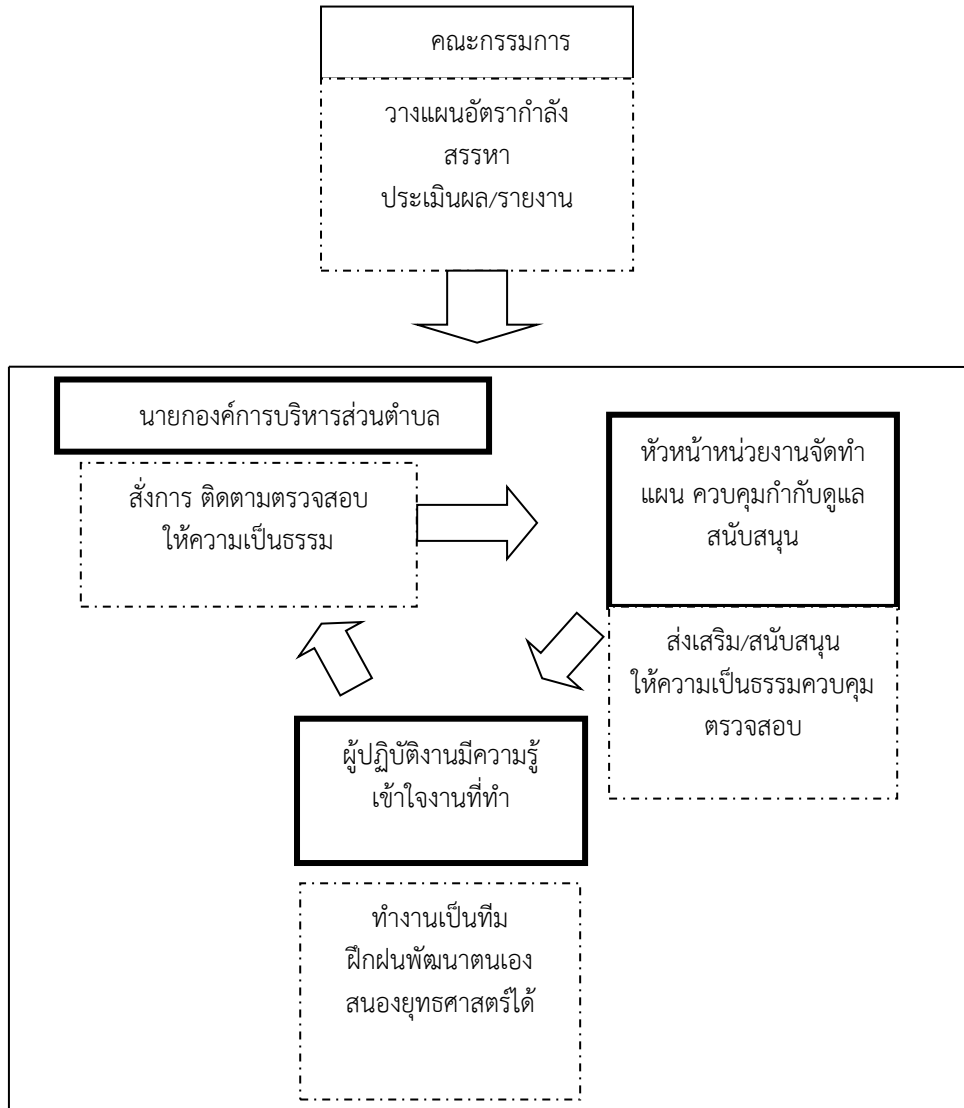 คณะกรรมการ
วางแผนอัตรากำลัง
สรรหา
ประเมินผล/รายงาน
นายกองค์การบริหารส่วนตำบล
สั่งการ ติดตามตรวจสอบ
ให้ความเป็นธรรม
หัวหน้าหน่วยงานจัดทำ
แผน ควบคุมกำกับดูแล
สนับสนุน
ส่งเสริม/สนับสนุน
ให้ความเป็นธรรมควบคุม
ตรวจสอบ
ผู้ปฏิบัติงานมีความรู้
เข้าใจงานที่ทำ
ทำงานเป็นทีม
ฝึกฝนพัฒนาตนเอง
สนองยุทธศาสตร์ได้